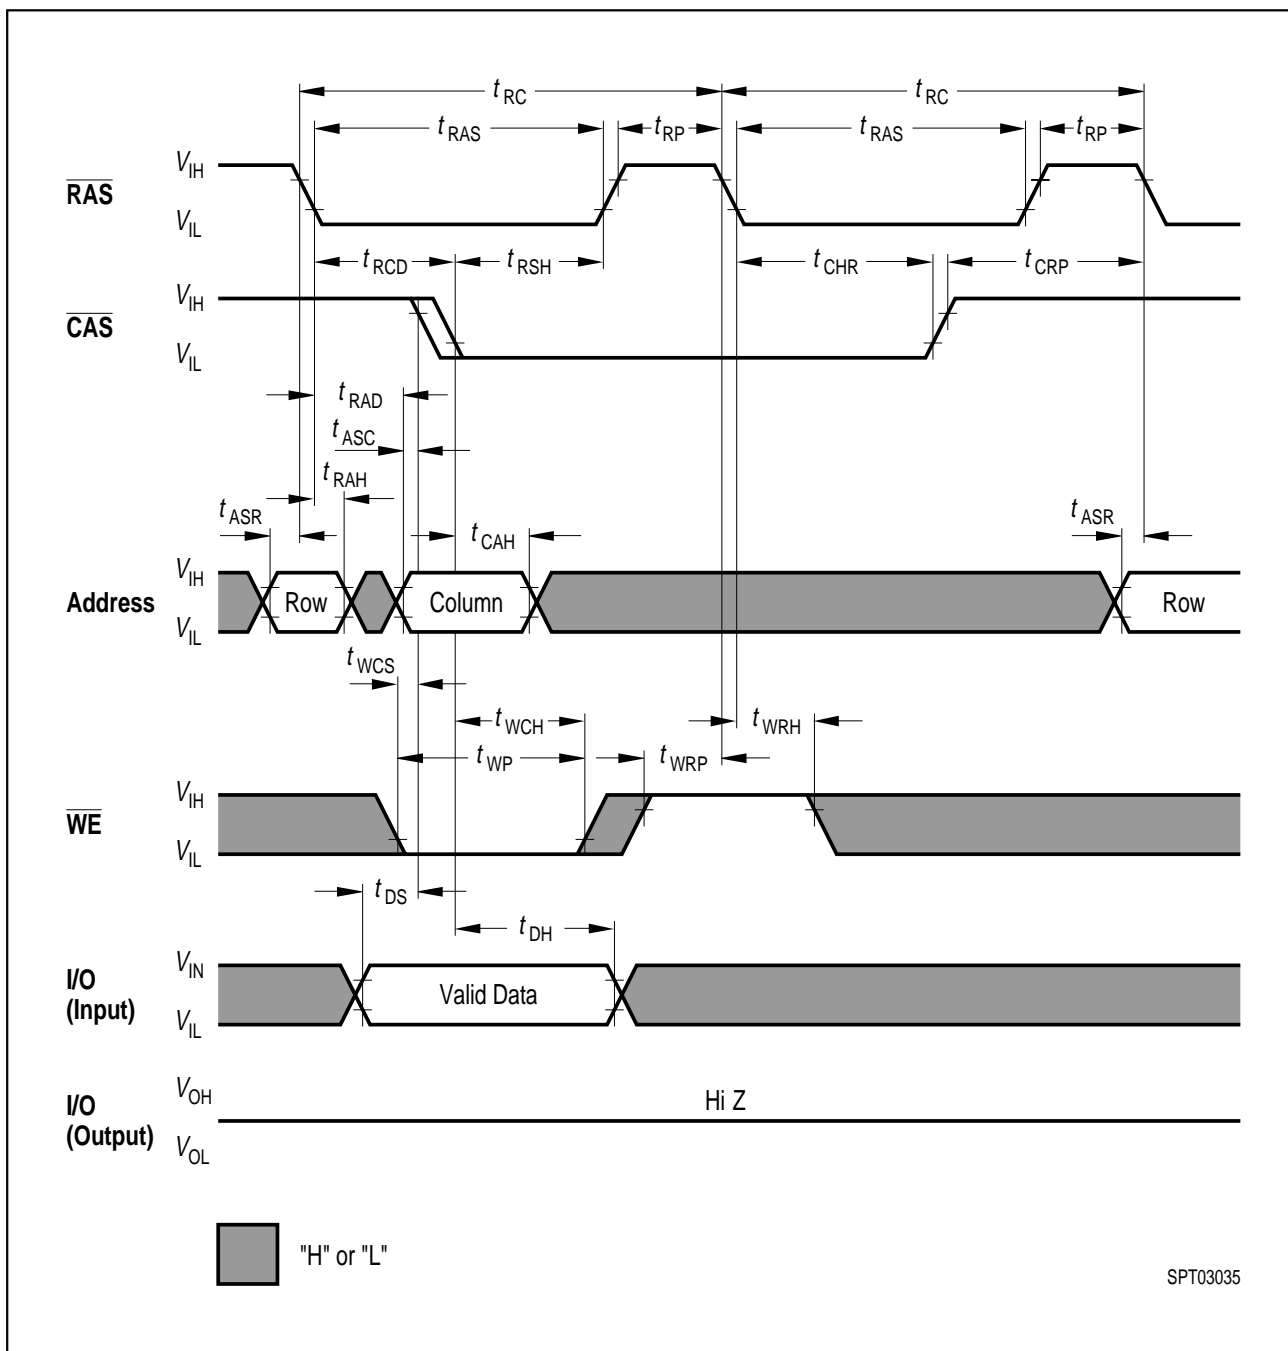 tRC tRC
tRAS tRP tRAS tRP
RAS VIH
VIL
tRCD tRSH tCHR tCRP
CAS VIH
VIL
tRAD
tASC
tRAH
tASR tCAH tASR
Address VIH Row Column Row
VIL
tWCS
tWCH tWRH
tWP tWRP
WE VIH
VIL
tDS
tDH
I/O (Input) VIN Valid Data
VIL
I/O (Output) VOH Hi Z
VOL
"H" or "L"
SPT03035